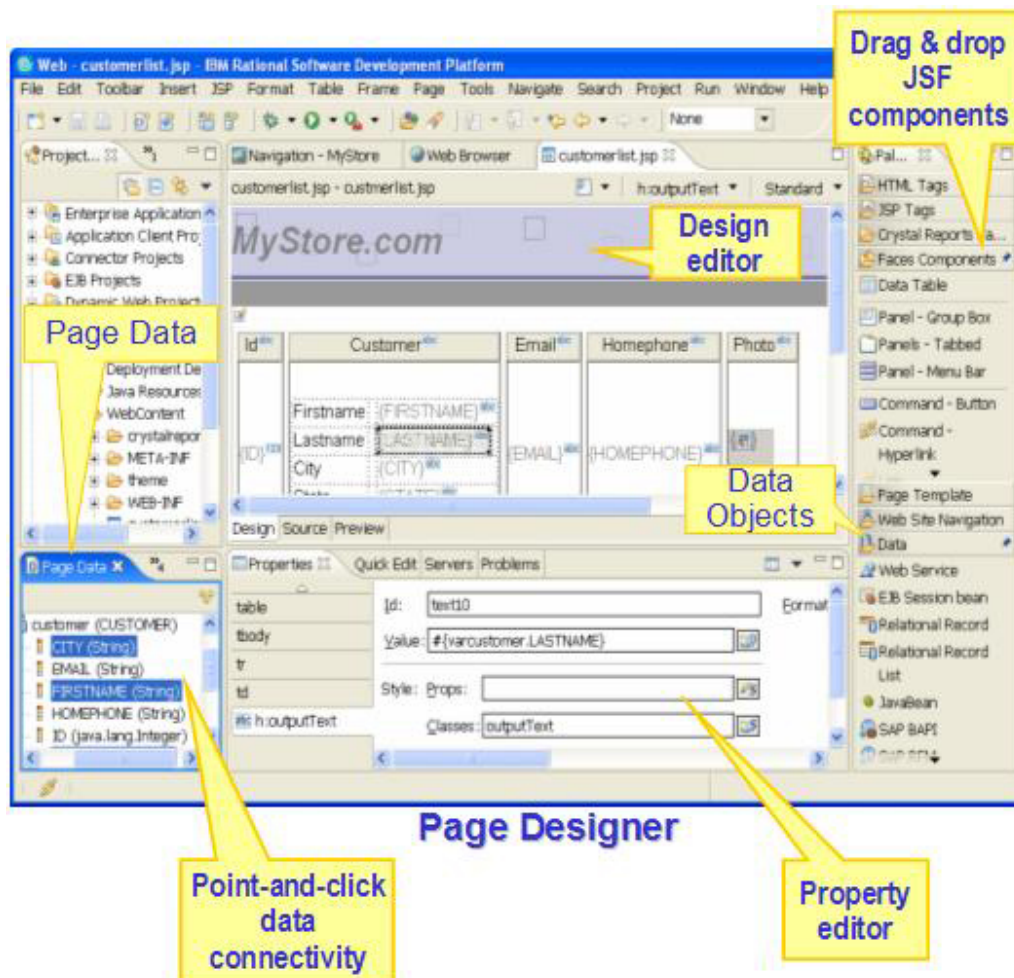 Drag & drop
JSF
components
Web - customerlist.jsp - IBM Rational Software Development Platform
File Edit Toolbar Insert JSP Format Table Frame Page Tools Navigate Search Project Run Window Help
None
Project...
Navigation - MyStore
Web Browser
customerlist.jsp
Pal...
customerlist.jsp - custmerlist.jsp
h:outputText
Standard
Enterprise Application
Application Client Proj
Connector Projects
EJB Projects
Dynamic Web Project
Page Data
Deployment De
Java Resources
WebContent
crystalrepor
META-INF
theme
WEB-INF
MyStore.com
Design
editor
Id
Customer
Email
Homephone
Photo
Firstname {FIRSTNAME}
Lastname {LASTNAME}
City {CITY}
State {STATE}
{ID}
{EMAIL}
{HOMEPHONE}
Design Source Preview
HTML Tags
JSP Tags
Crystal Reports
Faces Components
Data Table
Panel - Group Box
Panels - Tabbed
Panel - Menu Bar
Command - Button
Command -
Hyperlink
Data
Objects
Page Template
Web Site Navigation
Data
Web Service
EJB Session bean
Relational Record
Relational Record
List
JavaBean
SAP BAPI
Page Data
customer (CUSTOMER)
CITY (String)
EMAIL (String)
FIRSTNAME (String)
HOMEPHONE (String)
ID (java.lang.Integer)
Properties
Quick Edit Servers Problems
table
tbody
tr
td
h:outputText
Id: text10
Format
Value: #{varcustomer.LASTNAME}
Style: Props:
Classes: outputText
Page Designer
Point-and-click
data
connectivity
Property
editor